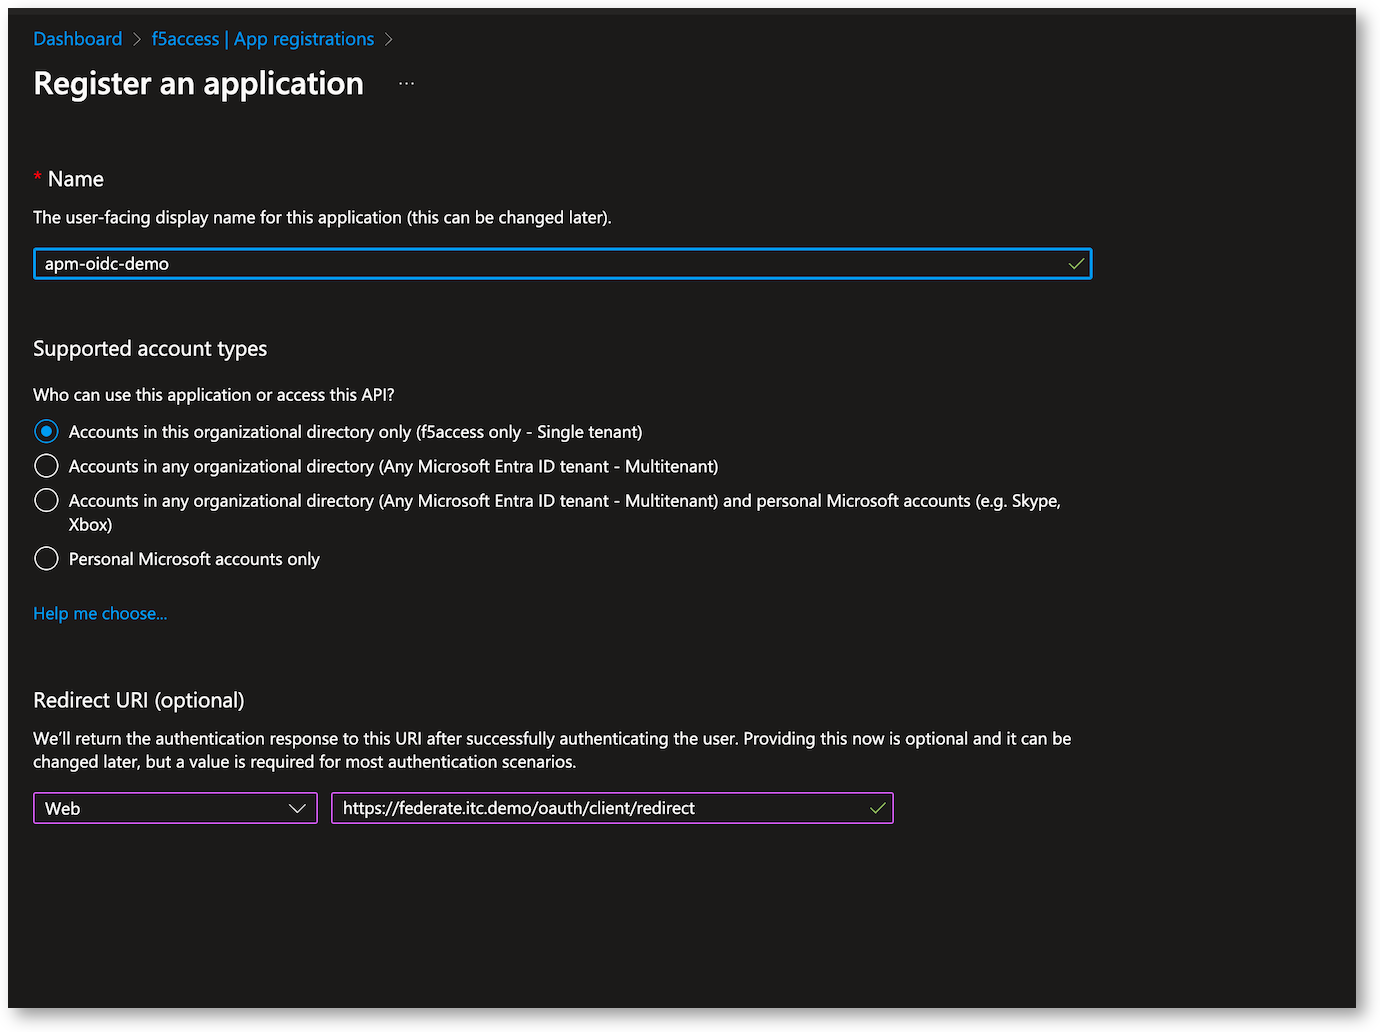 Dashboard > f5access | App registrations >
Register an application ...
* Name
The user-facing display name for this application (this can be changed later).
apm-oidc-demo
Supported account types
Who can use this application or access this API?
Accounts in this organizational directory only (f5access only - Single tenant)
Accounts in any organizational directory (Any Microsoft Entra ID tenant - Multitenant)
Accounts in any organizational directory (Any Microsoft Entra ID tenant - Multitenant) and personal Microsoft accounts (e.g. Skype,
Xbox)
Personal Microsoft accounts only
Help me choose...
Redirect URI (optional)
We'll return the authentication response to this URI after successfully authenticating the user. Providing this now is optional and it can be
changed later, but a value is required for most authentication scenarios.
Web https://federate.itc.demo/oauth/client/redirect